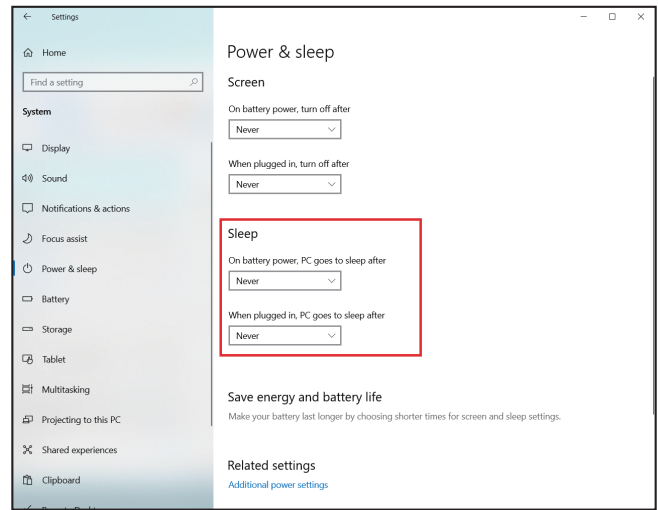 Settings
Home
Find a setting
System
Display
Sound
Notifications & actions
Focus assist
Power & sleep
Battery
Storage
Tablet
Multitasking
Projecting to this PC
Shared experiences
Clipboard
Power & sleep
Screen
On battery power, turn off after
Never
When plugged in, turn off after
Never
Sleep
On battery power, PC goes to sleep after
Never
When plugged in, PC goes to sleep after
Never
Save energy and battery life
Make your battery last longer by choosing shorter times for screen and sleep settings.
Related settings
Additional power settings